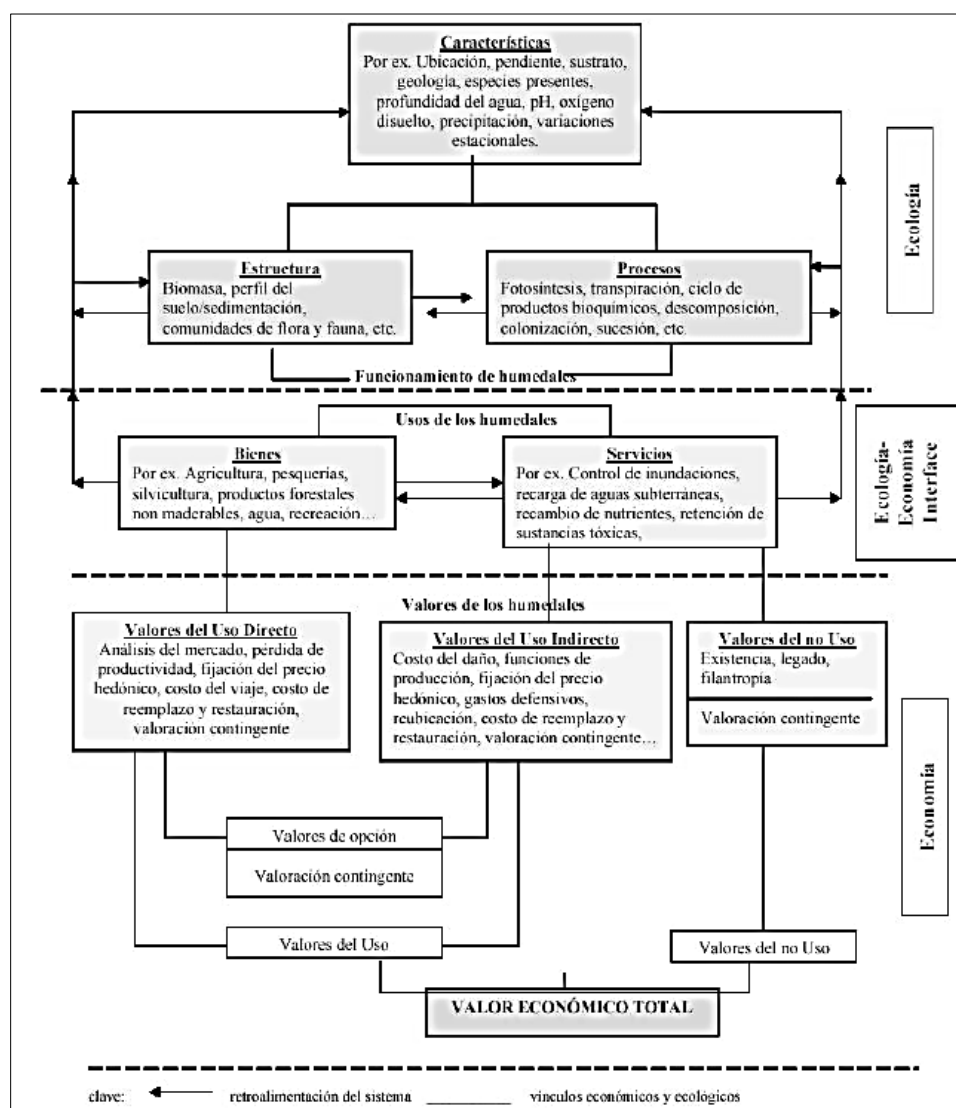 Características
Por ex. Ubicación, pendiente, sustrato,
geología, especies presentes,
profundidad del agua, pH, oxígeno
disuelto, precipitación, variaciones
estacionales.
Ecología
Estructura
Biomasa, perfil del
suelo/sedimentación,
comunidades de flora y fauna, etc.
Procesos
Fotosíntesis, transpiración, ciclo de
productos bioquímicos, descomposición,
colonización, sucesión, etc.
Funcionamiento de humedales
Usos de los humedales
Bienes
Por ex. Agricultura, pesquerías,
silvicultura, productos forestales
non maderables, agua, recreación…
Servicios
Por ex. Control de inundaciones,
recarga de aguas subterráneas,
recambio de nutrientes, retención de
sustancias tóxicas,
Ecología-
Economía
Interface
Valores de los humedales
Valores del Uso Directo
Análisis del mercado, pérdida de
productividad, fijación del precio
hedónico, costo del viaje, costo de
reemplazo y restauración,
valoración contingente
Valores del Uso Indirecto
Costo del daño, funciones de
producción, fijación del precio
hedónico, gastos defensivos,
reubicación, costo de reemplazo y
restauración, valoración contingente…
Valores del no Uso
Existencia, legado,
filantropía
Valoración contingente
Economía
Valores de opción
Valoración contingente
Valores del Uso
Valores del no Uso
VALOR ECONÓMICO TOTAL
clave: retroalimentación del sistema vínculos económicos y ecológicos